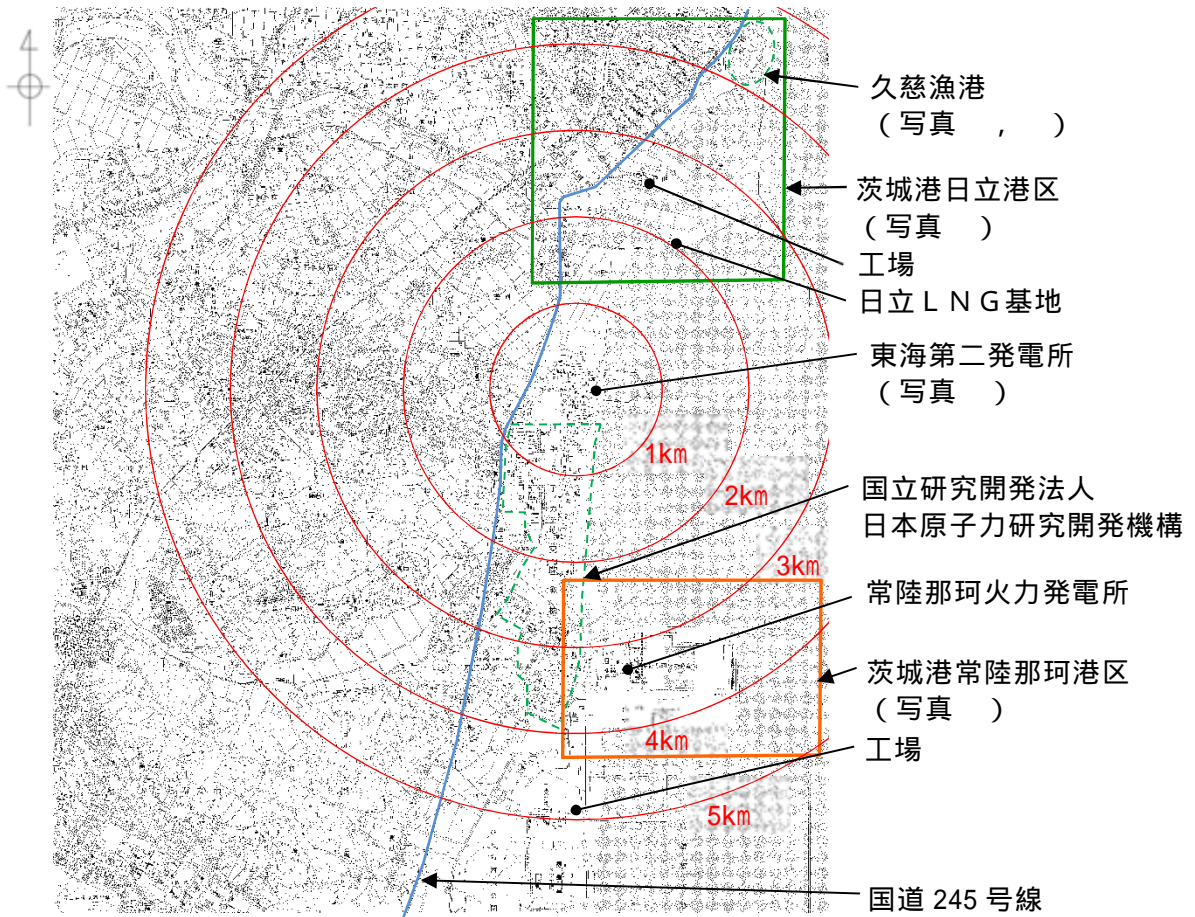 久慈漁港
(写真 , )
茨城港日立港区
(写真 )
工場
日立LNG基地
東海第二発電所
(写真 )
1km
2km
国立研究開発法人
日本原子力研究開発機構
3km
常陸那珂火力発電所
茨城港常陸那珂港区
(写真 )
4km
工場
5km
国道245号線